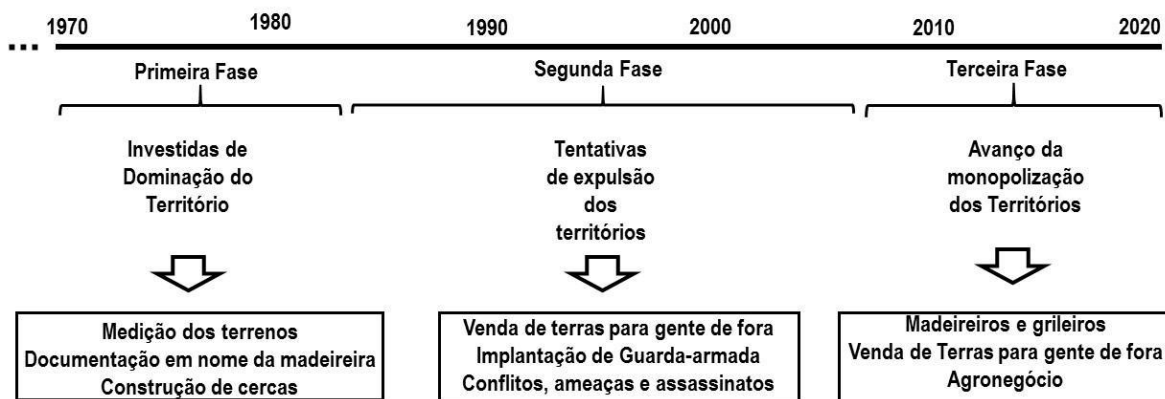 1970 1980 1990 2000 2010 2020
Primeira Fase
Segunda Fase
Terceira Fase
Investidas de
Dominação do
Território
Tentativas
de expulsão
dos
territórios
Avanço da
monopolização
dos Territórios
Medição dos terrenos
Documentação em nome da madeireira
Construção de cercas
Venda de terras para gente de fora
Implantação de Guarda-armada
Conflitos, ameaças e assassinatos
Madeireiros e grileiros
Venda de Terras para gente de fora
Agronegócio